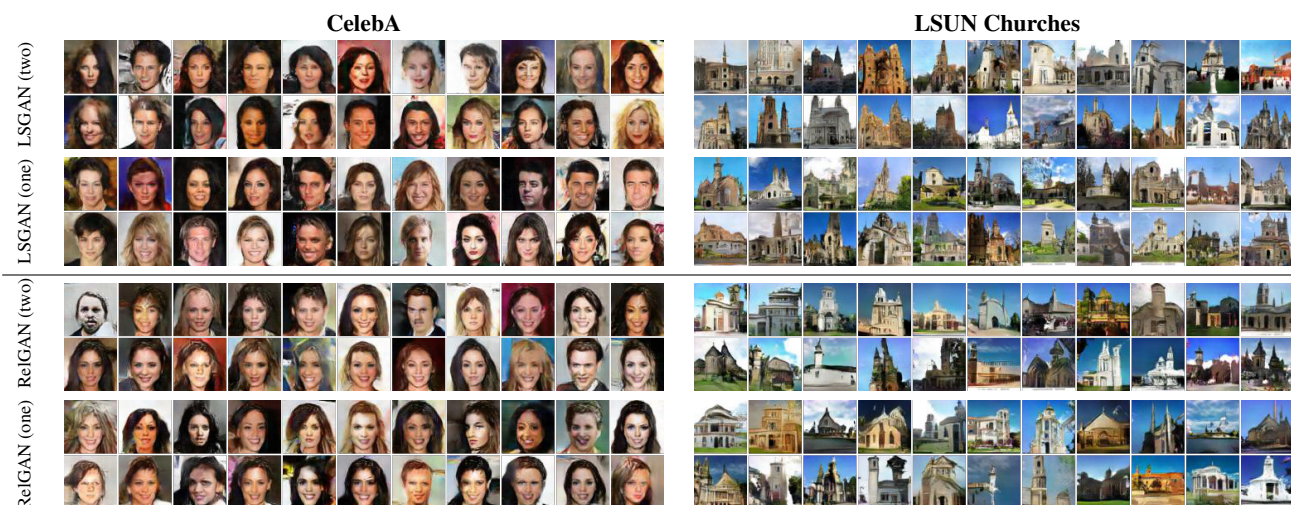 CelebA
LSUN Churches
LSGAN (two)
LSGAN (one)
RelGAN (two)
RelGAN (one)